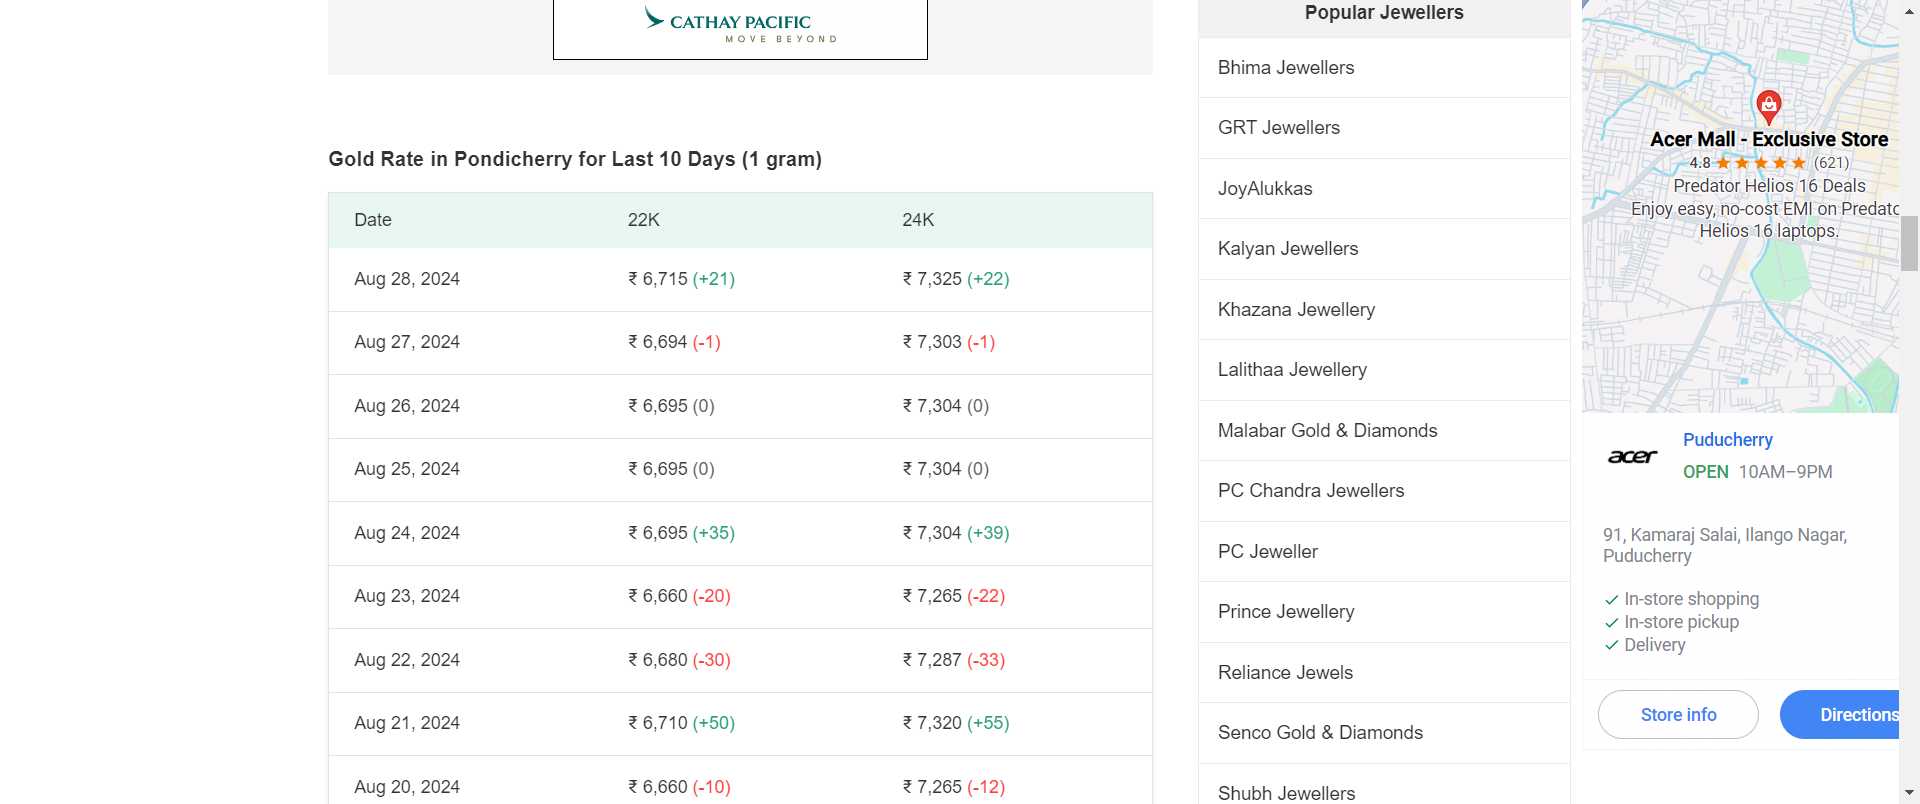 CATHAY PACIFIC
MOVE BEYOND
Gold Rate in Pondicherry for Last 10 Days (1 gram)
Date 22K 24K
Aug 28, 2024 ₹ 6,715 (+21) ₹ 7,325 (+22)
Aug 27, 2024 ₹ 6,694 (-1) ₹ 7,303 (-1)
Aug 26, 2024 ₹ 6,695 (0) ₹ 7,304 (0)
Aug 25, 2024 ₹ 6,695 (0) ₹ 7,304 (0)
Aug 24, 2024 ₹ 6,695 (+35) ₹ 7,304 (+39)
Aug 23, 2024 ₹ 6,660 (-20) ₹ 7,265 (-22)
Aug 22, 2024 ₹ 6,680 (-30) ₹ 7,287 (-33)
Aug 21, 2024 ₹ 6,710 (+50) ₹ 7,320 (+55)
Aug 20, 2024 ₹ 6,660 (-10) ₹ 7,265 (-12)
Popular Jewellers
Bhima Jewellers
GRT Jewellers
JoyAlukkas
Kalyan Jewellers
Khazana Jewellery
Lalithaa Jewellery
Malabar Gold & Diamonds
PC Chandra Jewellers
PC Jeweller
Prince Jewellery
Reliance Jewels
Senco Gold & Diamonds
Shubh Jewellers
Acer Mall - Exclusive Store
4.8 ★★★★★ (621)
Predator Helios 16 Deals
Enjoy easy, no-cost EMI on Predato
Helios 16 laptops.
acer
Puducherry
OPEN 10AM–9PM
91, Kamaraj Salai, Ilango Nagar,
Puducherry
✓ In-store shopping
✓ In-store pickup
✓ Delivery
Store info
Directions